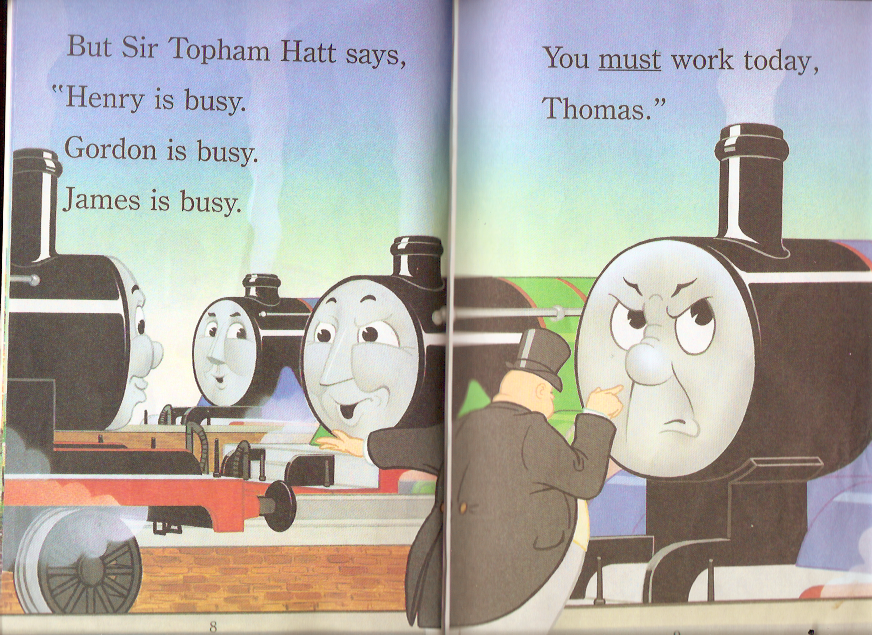 But Sir Topham Hatt says,
“Henry is busy.
Gordon is busy.
James is busy.
8
You must work today,
Thomas.”